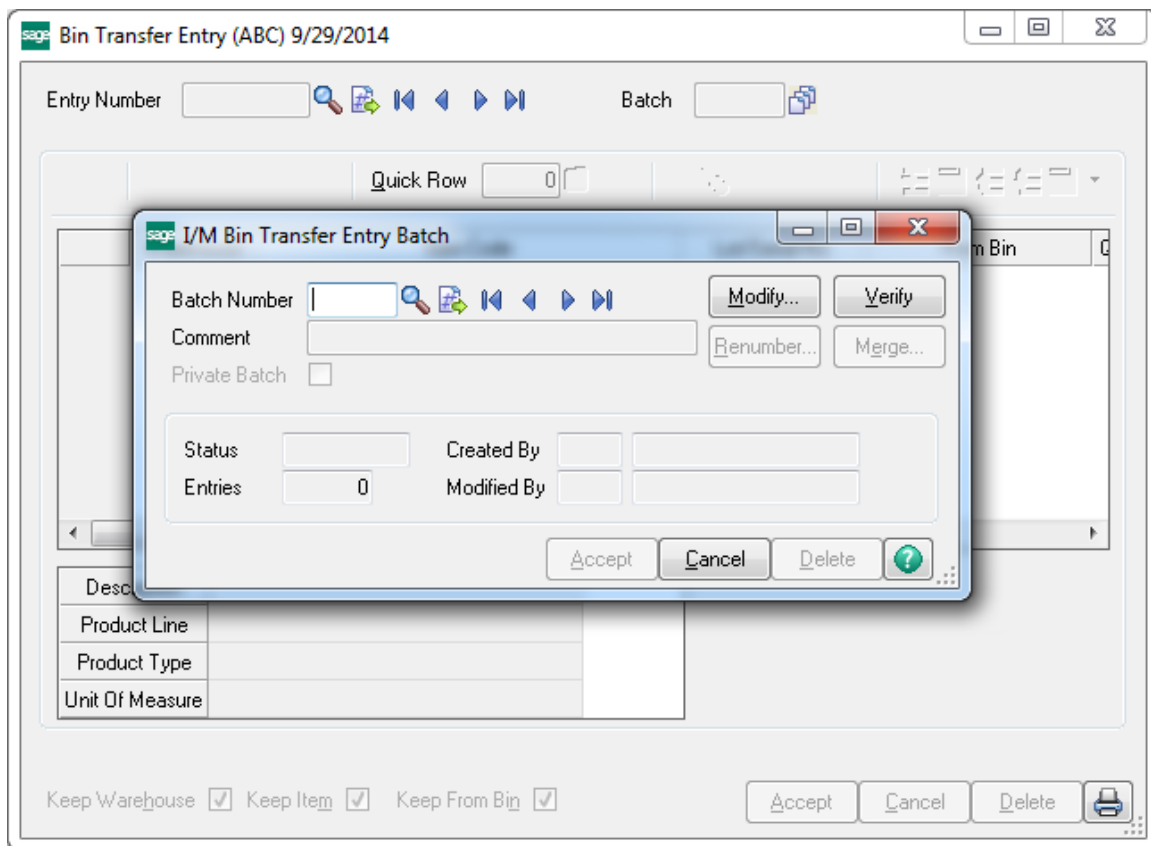 sage Bin Transfer Entry (ABC) 9/29/2014
Entry Number Batch
Quick Row 0
sage I/M Bin Transfer Entry Batch
m Bin Q
Batch Number Modify... Verify
Comment Renumber... Merge...
Private Batch
Status Created By
Entries 0 Modified By
Accept Cancel Delete ?
Desc
Product Line
Product Type
Unit Of Measure
Keep Warehouse Keep Item Keep From Bin Accept Cancel Delete